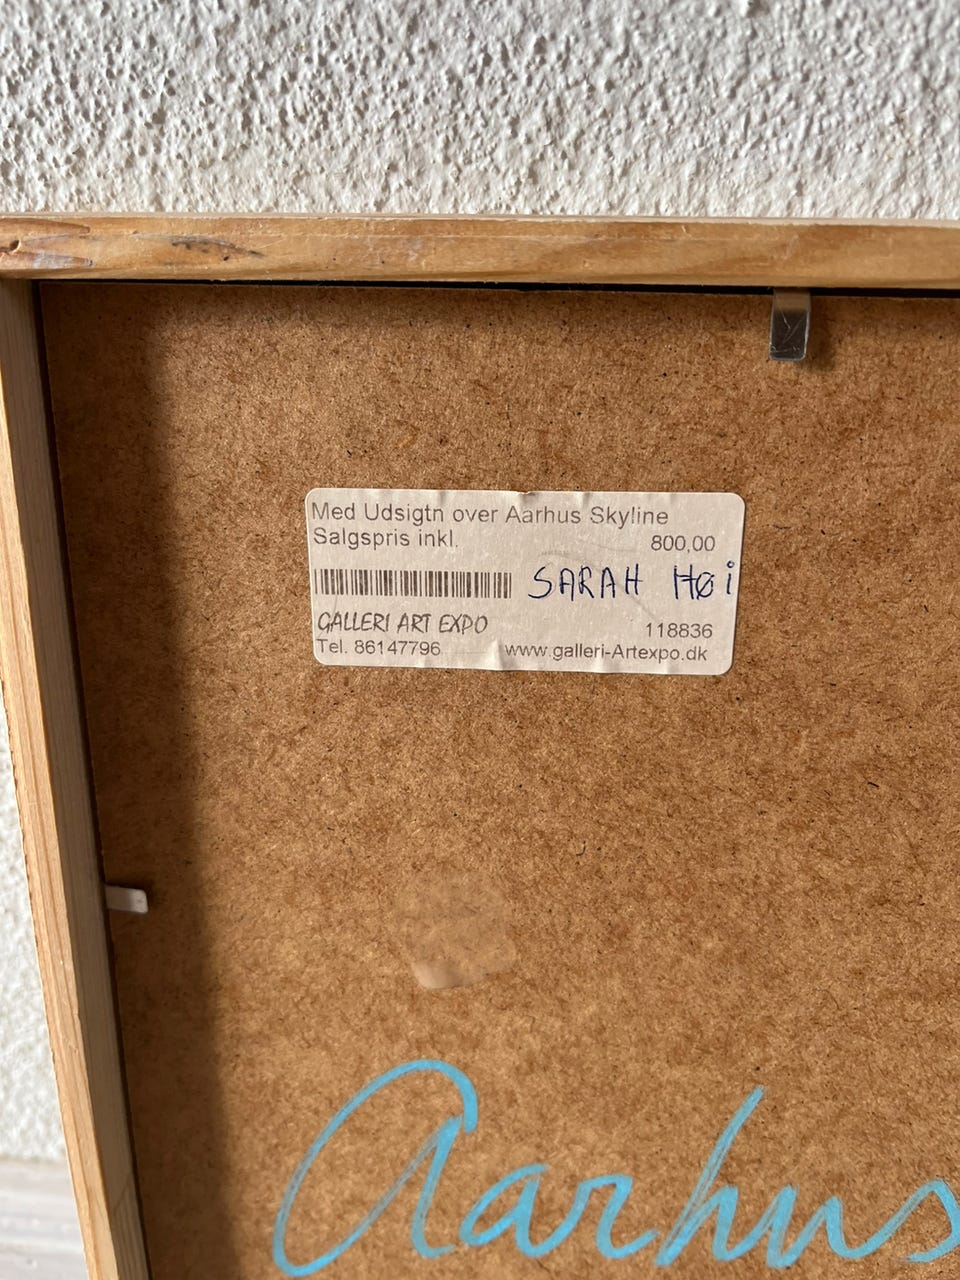 Med Udsigtn over Aarhus Skyline
Salgspris inkl. 800,00
SARAH Høi
GALLERI ART EXPO 118836
Tel. 86147796 www.galleri-Artexpo.dk
Aarhus